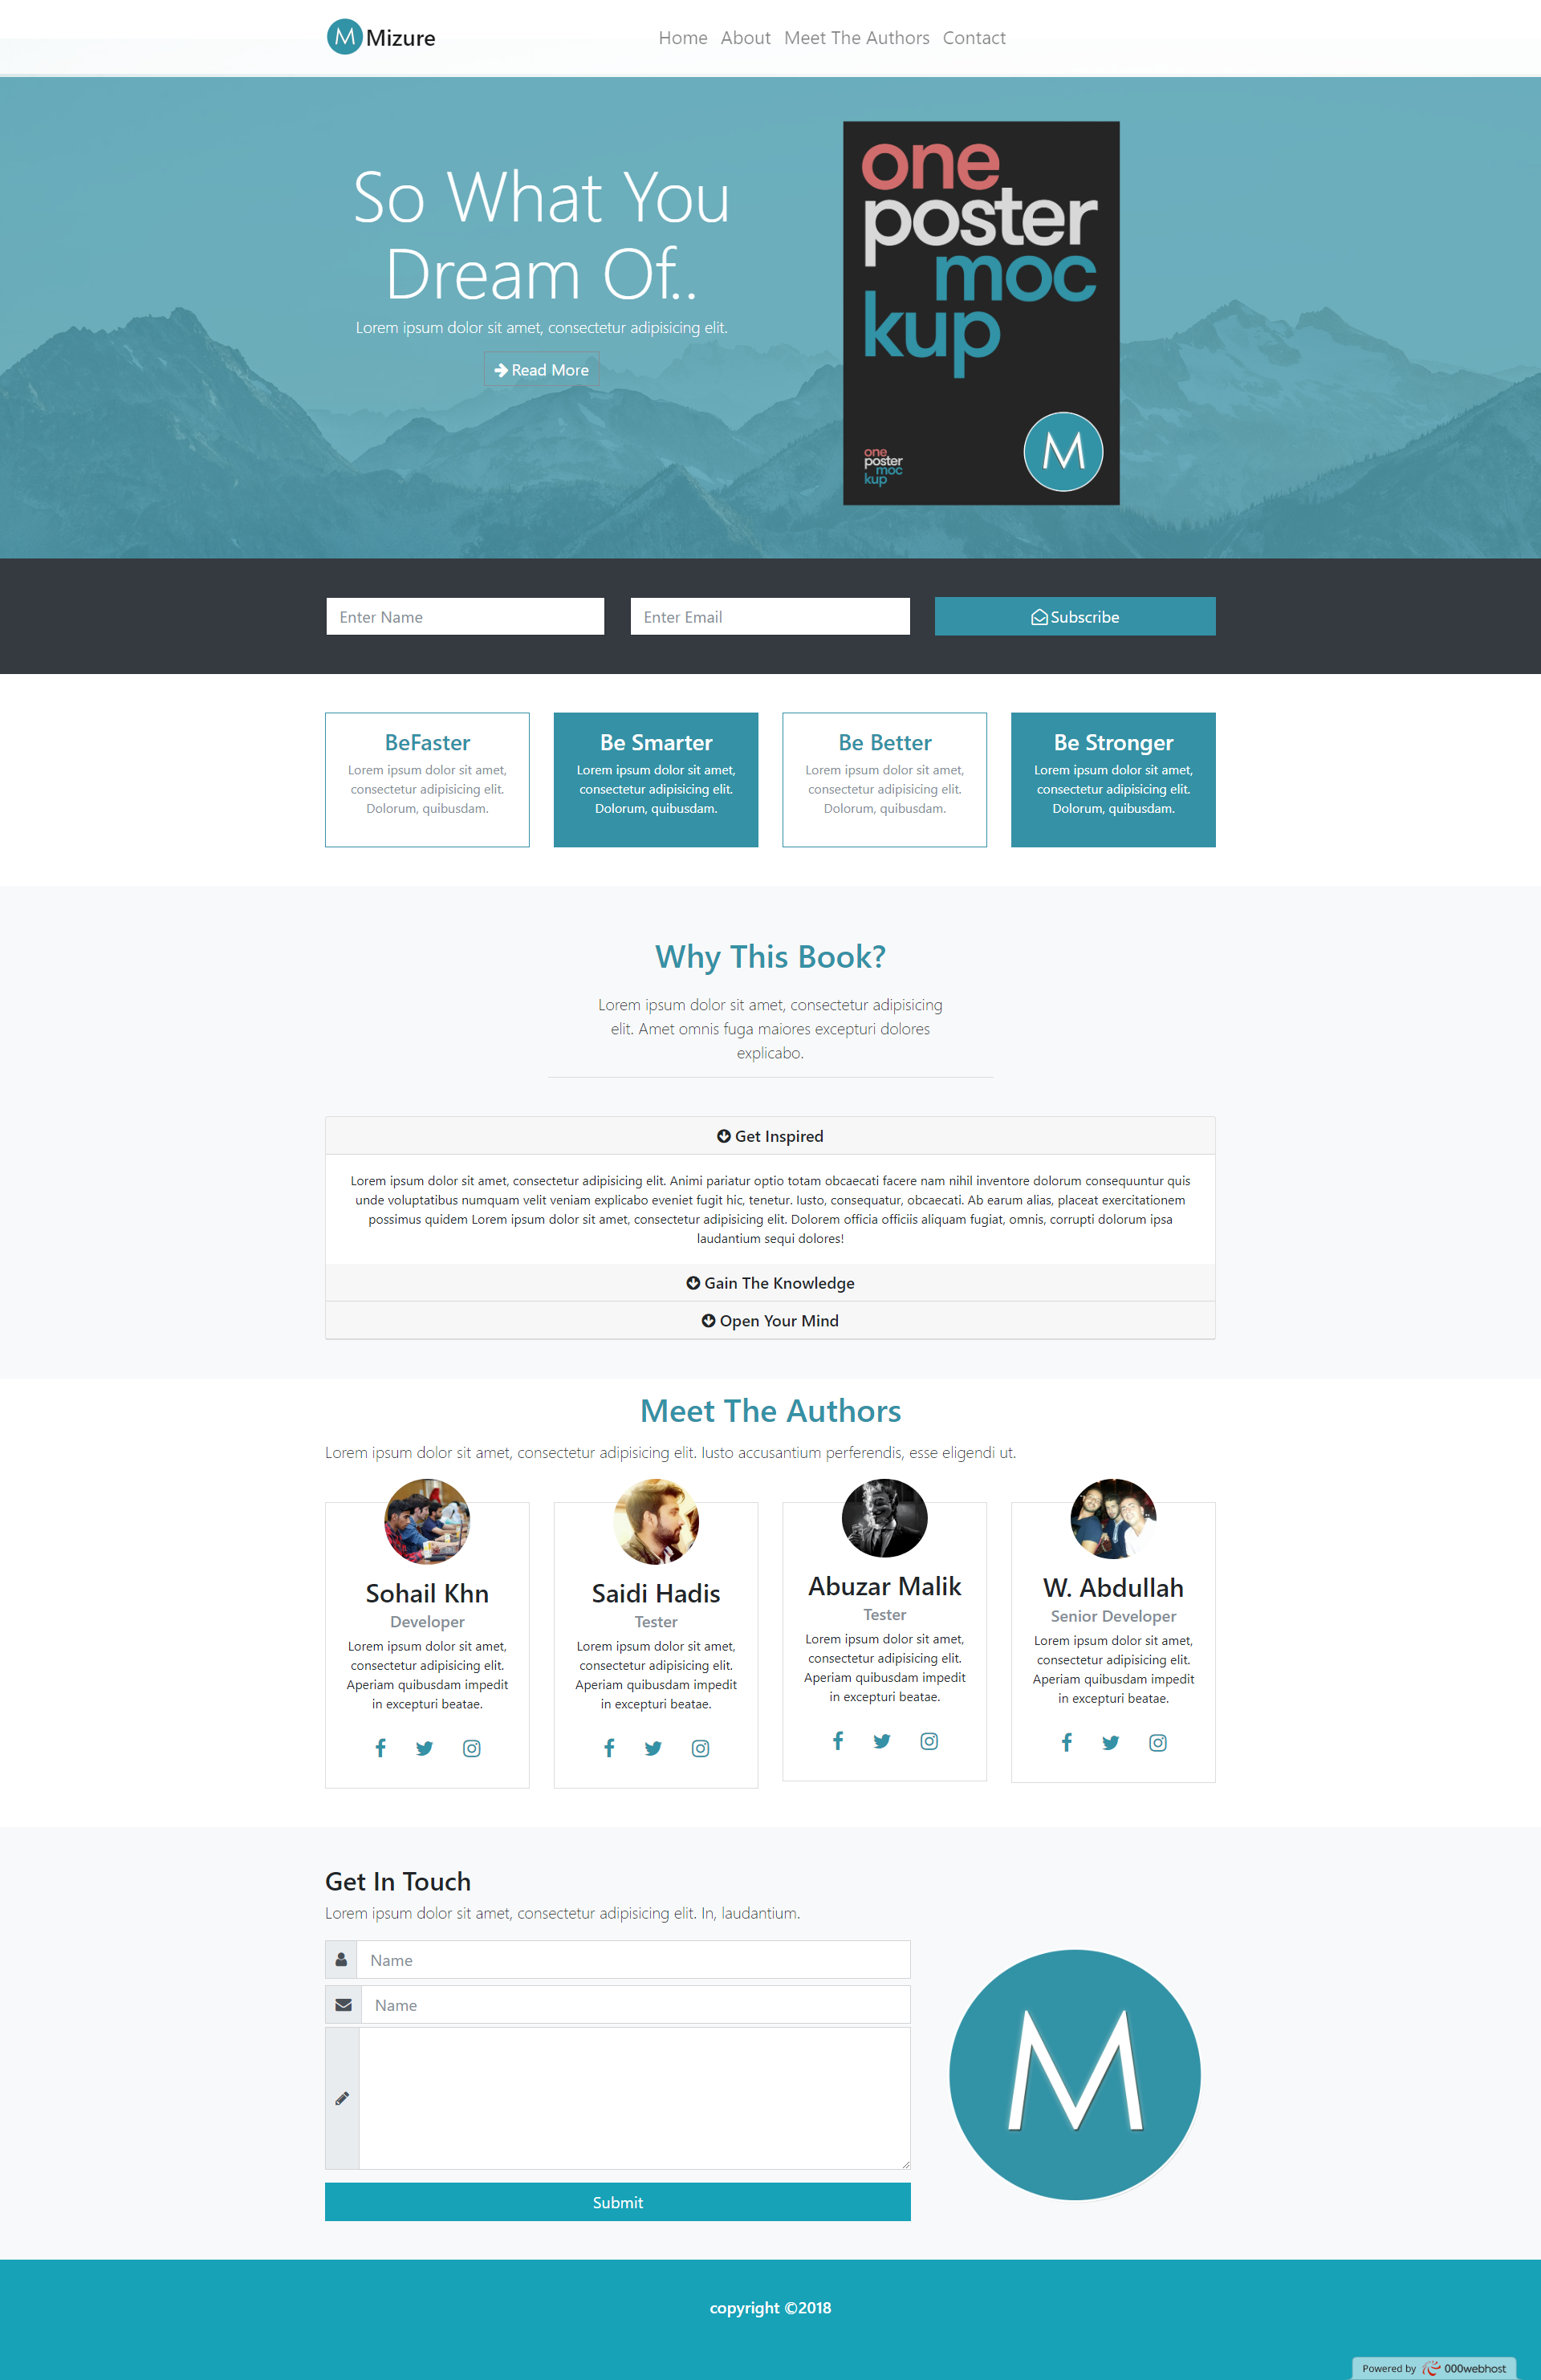 M Mizure
Home About Meet The Authors Contact
So What You
Dream Of..
Lorem ipsum dolor sit amet, consectetur adipisicing elit.
Read More
one
poster
moc
kup
one
poster
moc
kup
M
Enter Name
Enter Email
Subscribe
BeFaster
Lorem ipsum dolor sit amet,
consectetur adipisicing elit.
Dolorum, quibusdam.
Be Smarter
Lorem ipsum dolor sit amet,
consectetur adipisicing elit.
Dolorum, quibusdam.
Be Better
Lorem ipsum dolor sit amet,
consectetur adipisicing elit.
Dolorum, quibusdam.
Be Stronger
Lorem ipsum dolor sit amet,
consectetur adipisicing elit.
Dolorum, quibusdam.
Why This Book?
Lorem ipsum dolor sit amet, consectetur adipisicing
elit. Amet omnis fuga maiores excepturi dolores
explicabo.
Get Inspired
Lorem ipsum dolor sit amet, consectetur adipisicing elit. Animi pariatur optio totam obcaecati facere nam nihil inventore dolorum consequuntur quis
unde voluptatibus numquam velit veniam explicabo eveniet fugit hic, tenetur. Iusto, consequatur, obcaecati. Ab earum alias, placeat exercitationem
possimus quidem Lorem ipsum dolor sit amet, consectetur adipisicing elit. Dolorem officia officiis aliquam fugiat, omnis, corrupti dolorum ipsa
laudantium sequi dolores!
Gain The Knowledge
Open Your Mind
Meet The Authors
Lorem ipsum dolor sit amet, consectetur adipisicing elit. Iusto accusantium perferendis, esse eligendi ut.
Sohail Khn
Developer
Lorem ipsum dolor sit amet,
consectetur adipisicing elit.
Aperiam quibusdam impedit
in excepturi beatae.
Saidi Hadis
Tester
Lorem ipsum dolor sit amet,
consectetur adipisicing elit.
Aperiam quibusdam impedit
in excepturi beatae.
Abuzar Malik
Tester
Lorem ipsum dolor sit amet,
consectetur adipisicing elit.
Aperiam quibusdam impedit
in excepturi beatae.
W. Abdullah
Senior Developer
Lorem ipsum dolor sit amet,
consectetur adipisicing elit.
Aperiam quibusdam impedit
in excepturi beatae.
Get In Touch
Lorem ipsum dolor sit amet, consectetur adipisicing elit. In, laudantium.
Name
Name
Submit
M
copyright ©2018
Powered by 000webhost